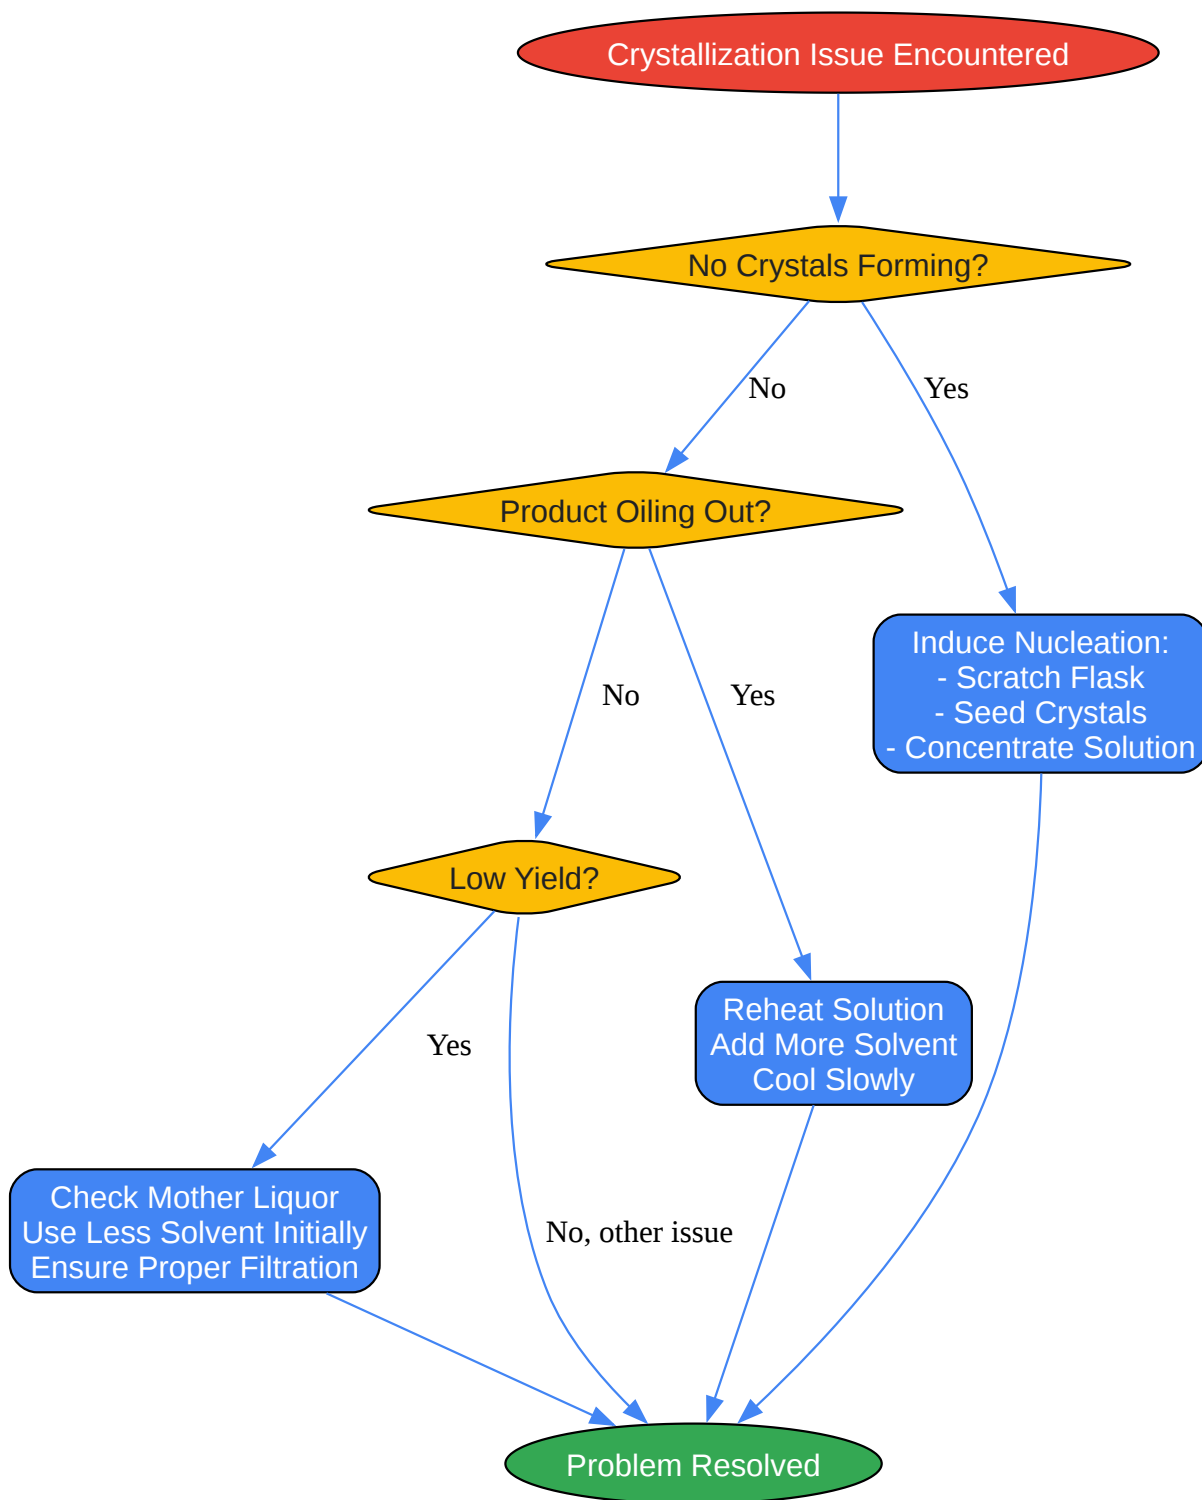 Crystallization Issue Encountered
No Crystals Forming?
No
Yes
Product Oiling Out?
No
Yes
Induce Nucleation:
- Scratch Flask
- Seed Crystals
- Concentrate Solution
Low Yield?
Yes
No, other issue
Reheat Solution
Add More Solvent
Cool Slowly
Check Mother Liquor
Use Less Solvent Initially
Ensure Proper Filtration
Problem Resolved